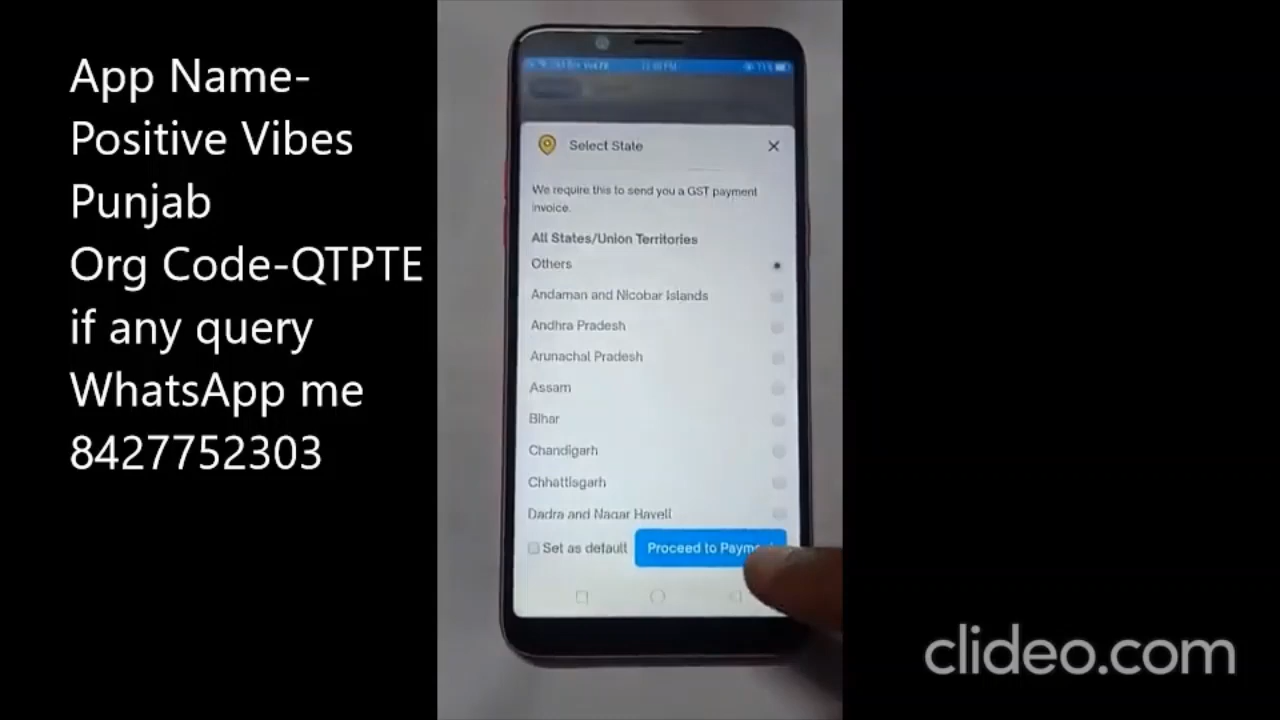 App Name-
Positive Vibes
Punjab
Org Code-QTPTE
if any query
WhatsApp me
8427752303
Select State
We require this to send you a GST payment
invoice.
All States/Union Territories
Others
Andaman and Nicobar Islands
Andhra Pradesh
Arunachal Pradesh
Assam
Bihar
Chandigarh
Chhattisgarh
Dadra and Nagar Haveli
Set as default
Proceed to
clideo.com